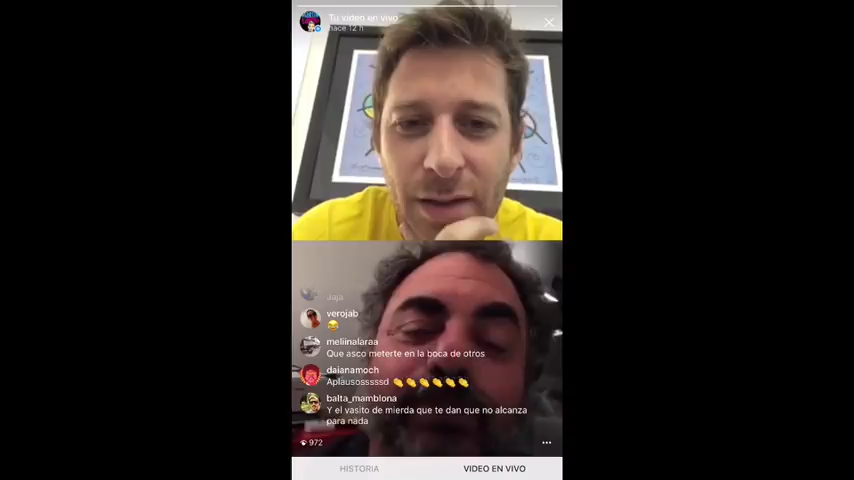 Tu video en vivo
hace 12 h
Jaja
verojab
meliinalaraa
Que asco meterte en la boca de otros
daianamoch
Aplausosssssd 👏👏👏👏👏👏
balta_mamblona
Y el vasito de mierda que te dan que no alcanza
para nada
972
HISTORIA
VIDEO EN VIVO